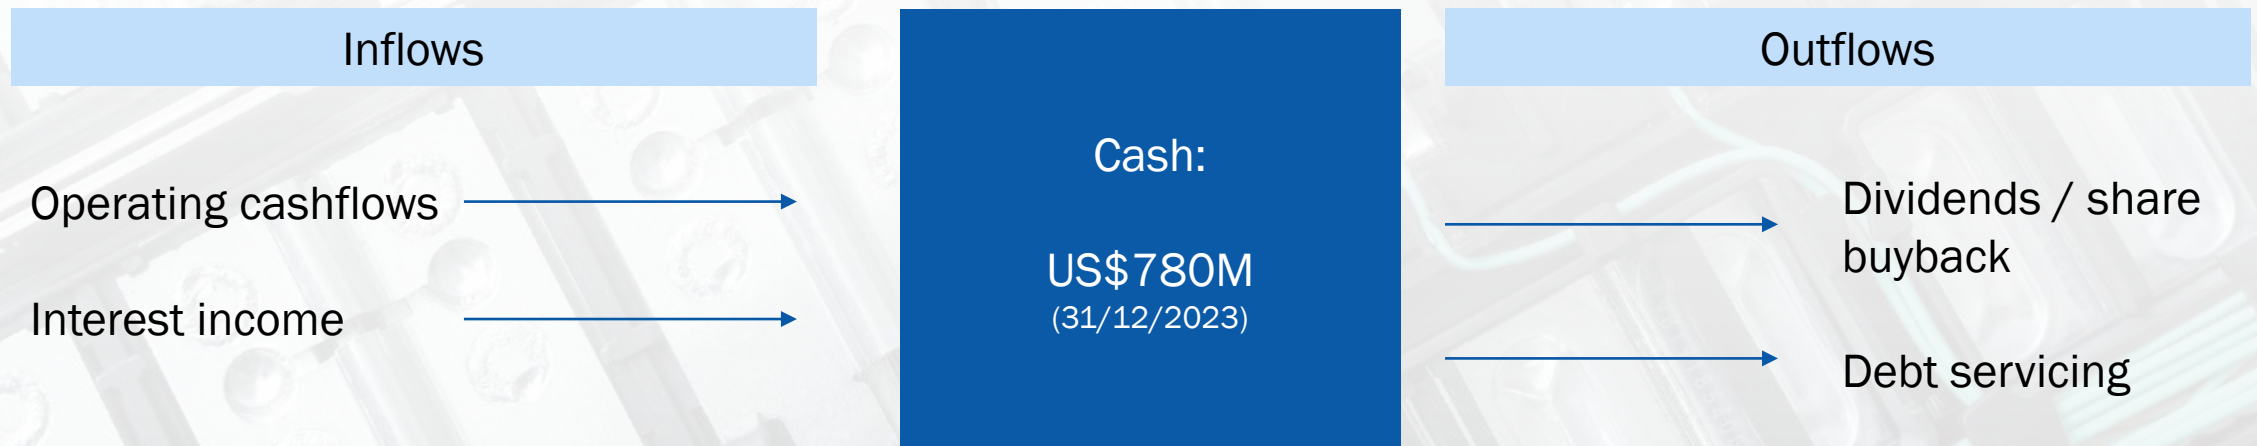 Inflows
Operating cashflows
Interest income
Cash:
US$780M
(31/12/2023)
Outflows
Dividends / share
buyback
Debt servicing